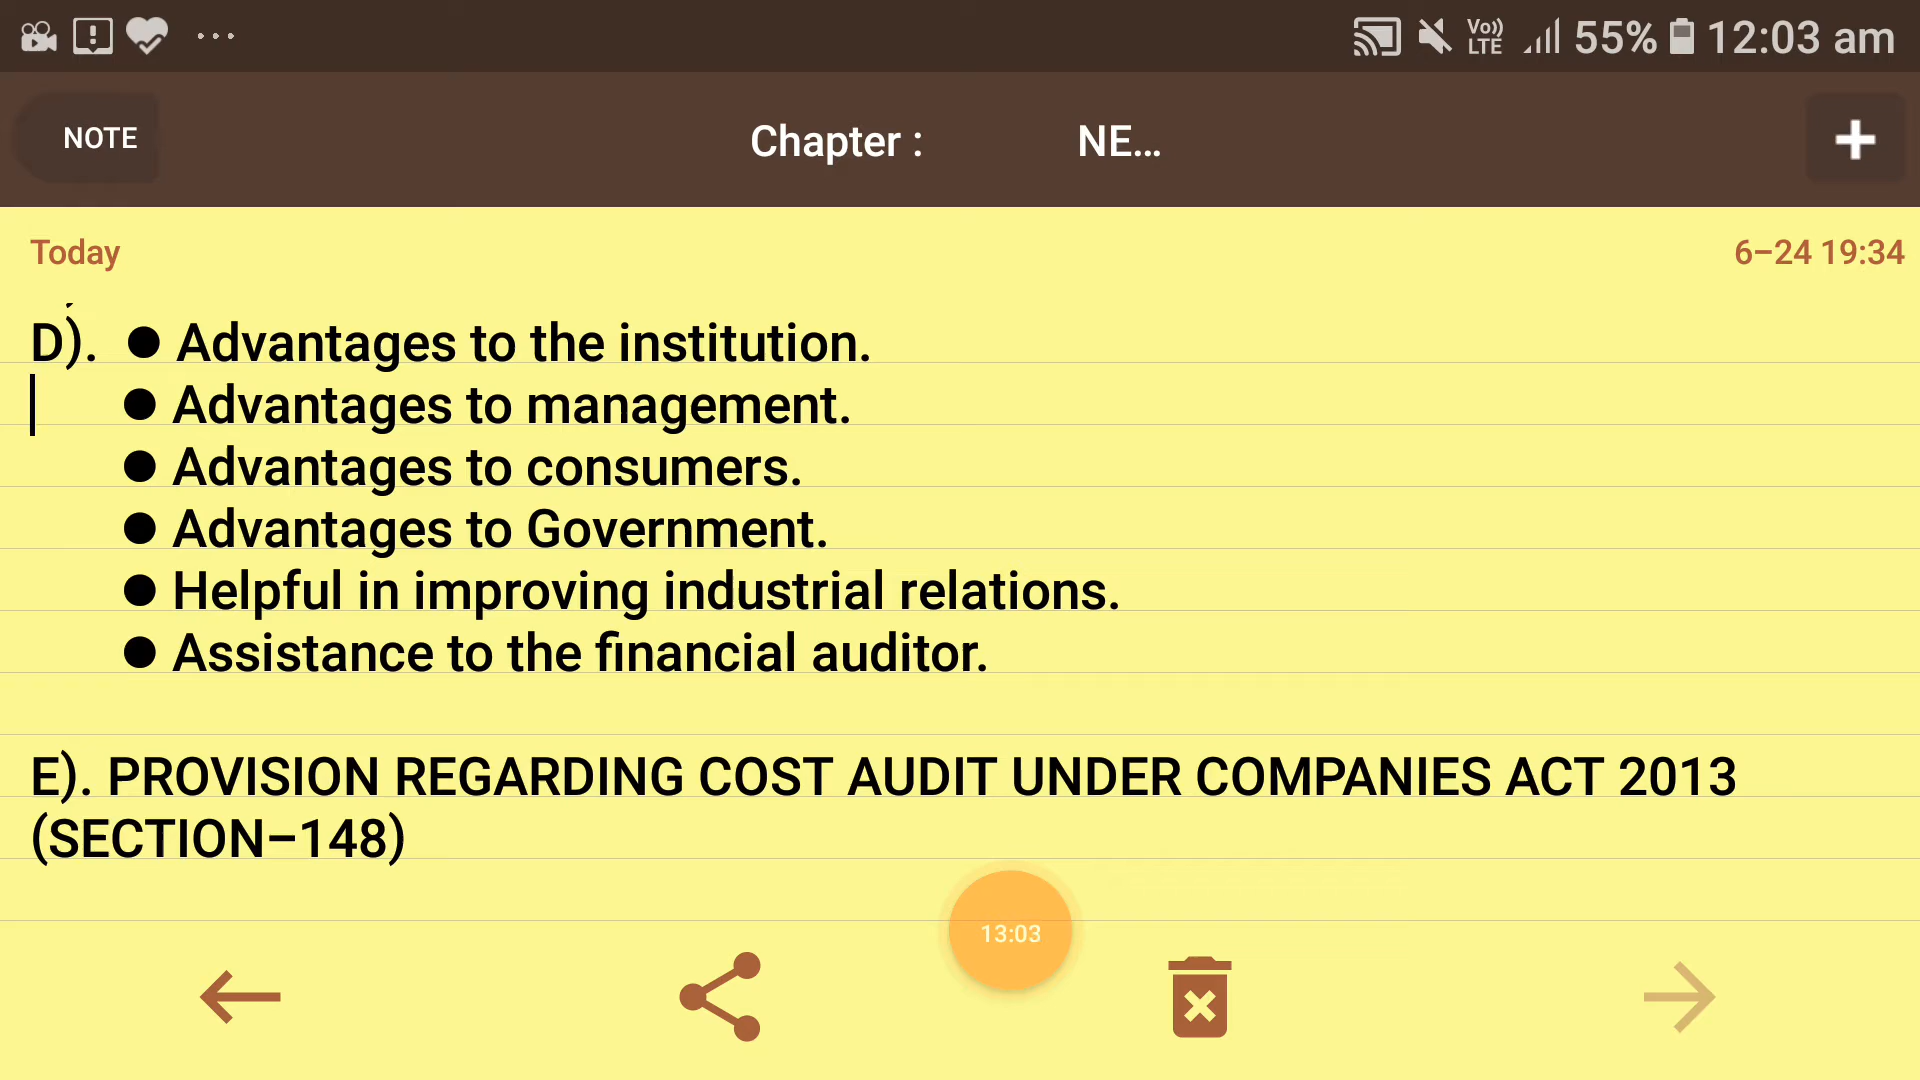 Vo)) LTE 55% 12:03 am
NOTE Chapter : NE...
Today 6–24 19:34
D). ● Advantages to the institution.
● Advantages to management.
● Advantages to consumers.
● Advantages to Government.
● Helpful in improving industrial relations.
● Assistance to the financial auditor.
E). PROVISION REGARDING COST AUDIT UNDER COMPANIES ACT 2013
(SECTION–148)
13:03